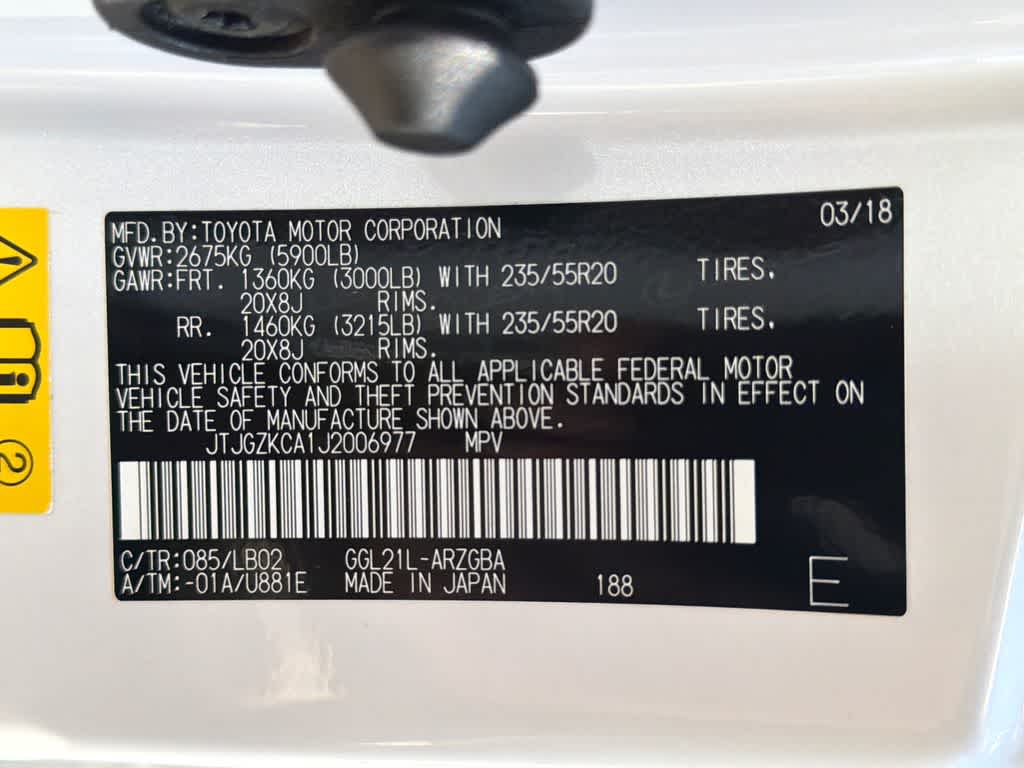 MFD.BY:TOYOTA MOTOR CORPORATION 03/18
GVWR:2675KG (5900LB)
GAWR:FRT. 1360KG (3000LB) WITH 235/55R20 TIRES.
20X8J RIMS.
RR. 1460KG (3215LB) WITH 235/55R20 TIRES.
20X8J RIMS.
THIS VEHICLE CONFORMS TO ALL APPLICABLE FEDERAL MOTOR
VEHICLE SAFETY AND THEFT PREVENTION STANDARDS IN EFFECT ON
THE DATE OF MANUFACTURE SHOWN ABOVE.
JTJGZKCA1J2006977 MPV
C/TR:085/LB02 GGL21L-ARZGBA
A/TM:-01A/U881E MADE IN JAPAN 188 E
2